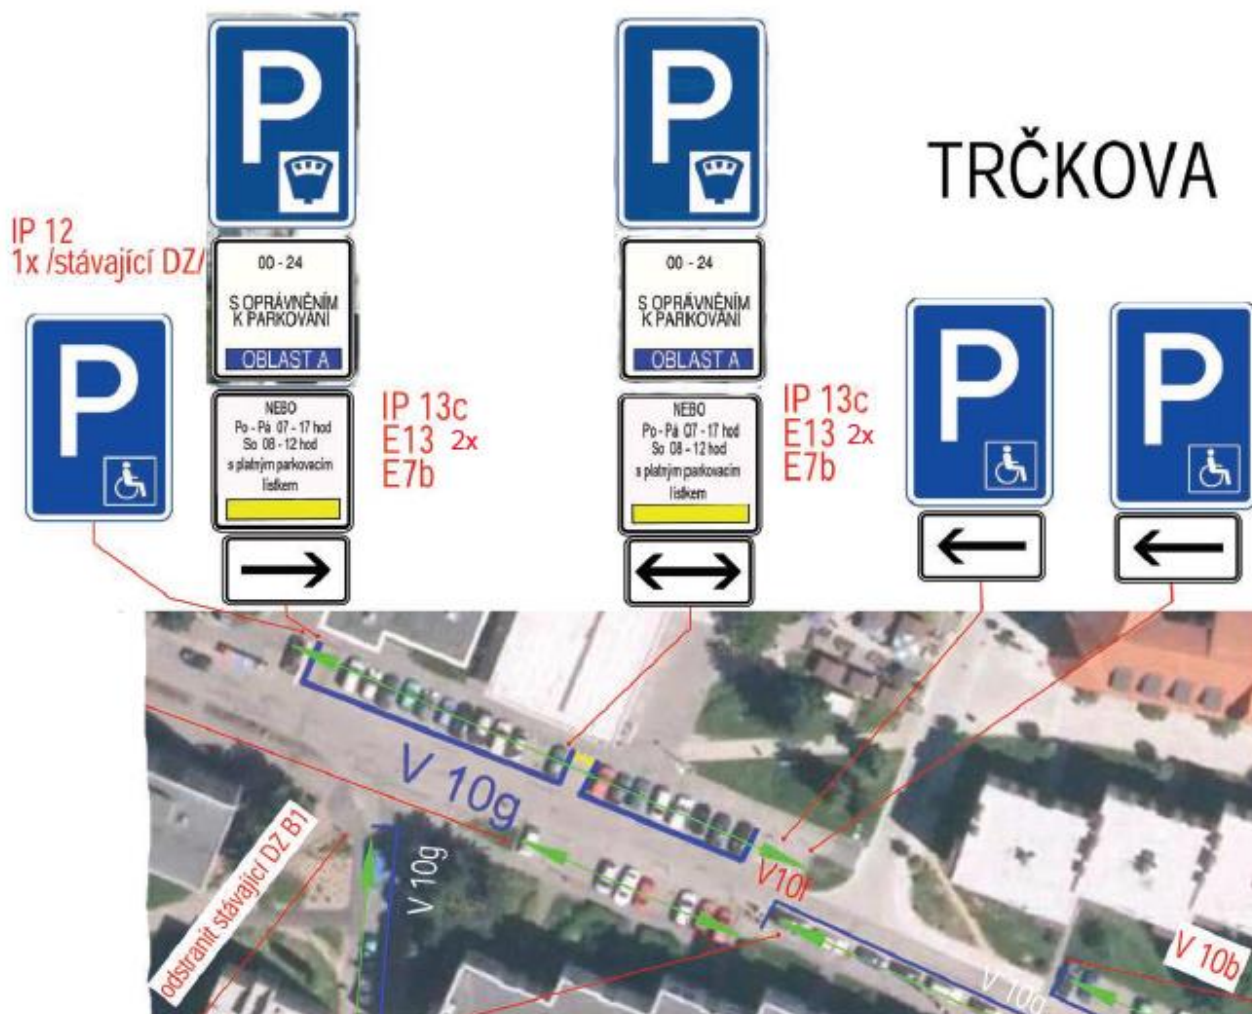 P
P
TRČKOVA
IP 12
1x /stávající DZ/
00 - 24
S OPRÁVNĚNÍM
K PARKOVÁNÍ
OBLAST A
00 - 24
S OPRÁVNĚNÍM
K PARKOVÁNÍ
OBLAST A
P
P
P
NEBO
Po - Pá 07 - 17 hod
So 08 - 12 hod
s platným parkovacím
lístkem
IP 13c
E13 2x
E7b
NEBO
Po - Pá 07 - 17 hod
So 08 - 12 hod
s platným parkovacím
lístkem
IP 13c
E13 2x
E7b
V 10g
V 10g
V10f
odstranit stávající DZ B1
V 10g
V 10b